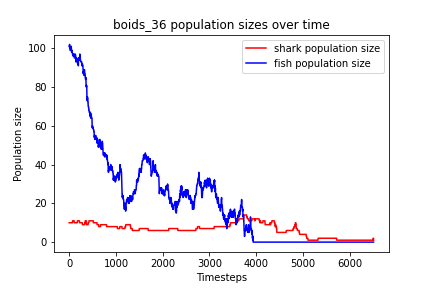 boids_36 population sizes over time
shark population size
fish population size
Population size
100
80
60
40
20
0
0 1000 2000 3000 4000 5000 6000
Timesteps